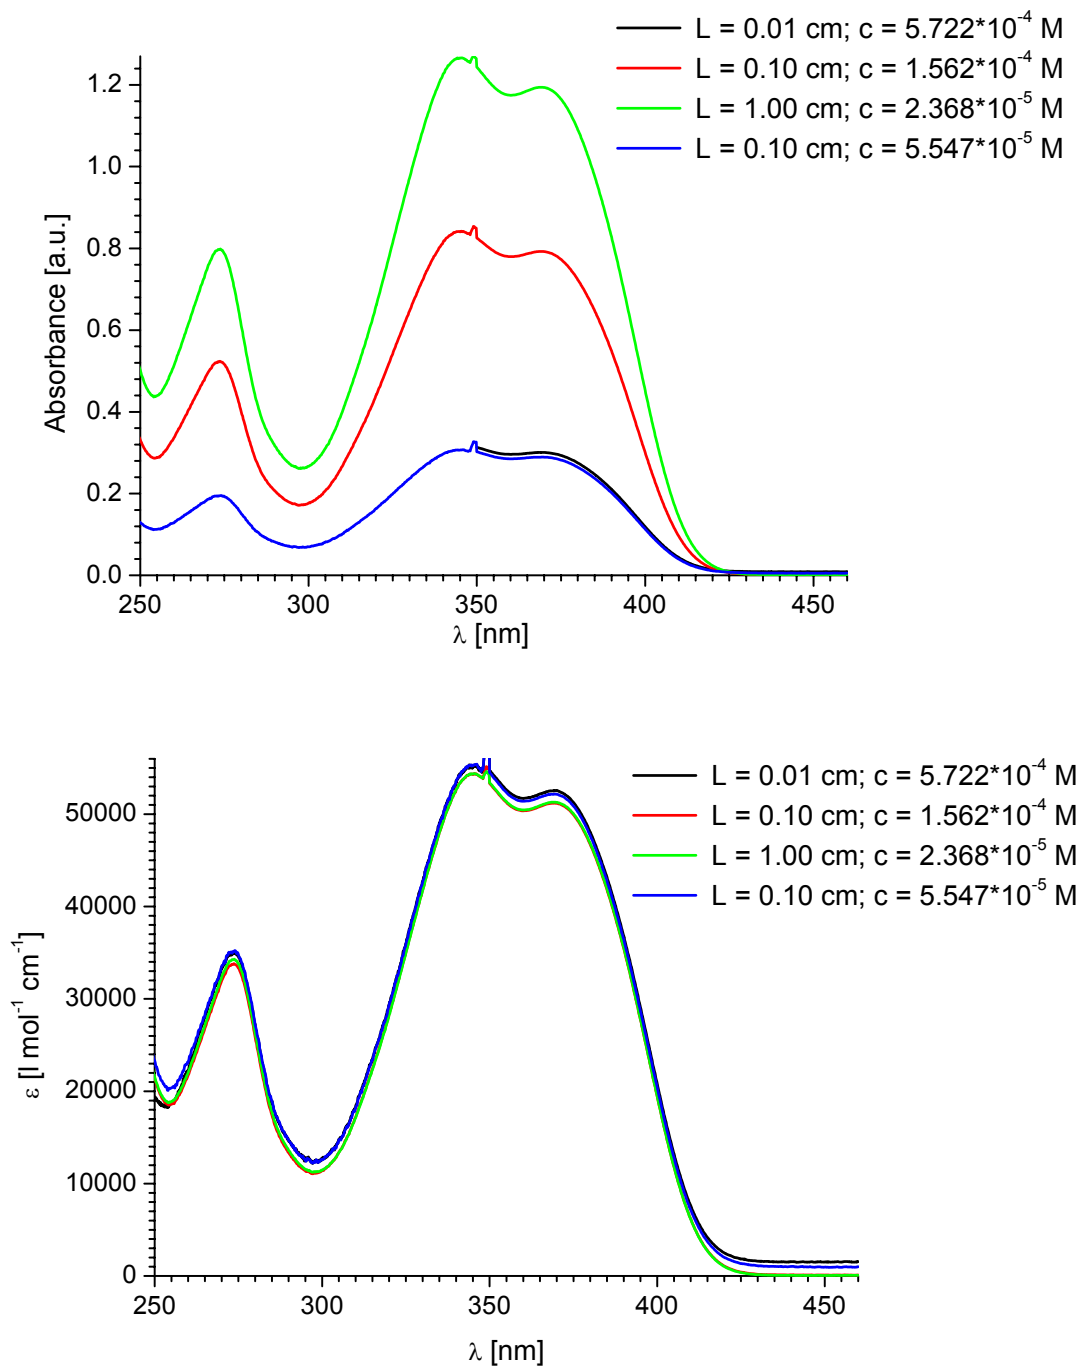 L = 0.01 cm; c = 5.722*10⁻⁴ M
L = 0.10 cm; c = 1.562*10⁻⁴ M
L = 1.00 cm; c = 2.368*10⁻⁵ M
L = 0.10 cm; c = 5.547*10⁻⁵ M
Absorbance [a.u.]
1.2
1.0
0.8
0.6
0.4
0.2
0.0
250 300 350 400 450
λ [nm]
L = 0.01 cm; c = 5.722*10⁻⁴ M
L = 0.10 cm; c = 1.562*10⁻⁴ M
L = 1.00 cm; c = 2.368*10⁻⁵ M
L = 0.10 cm; c = 5.547*10⁻⁵ M
ε [l mol⁻¹ cm⁻¹]
50000
40000
30000
20000
10000
0
250 300 350 400 450
λ [nm]